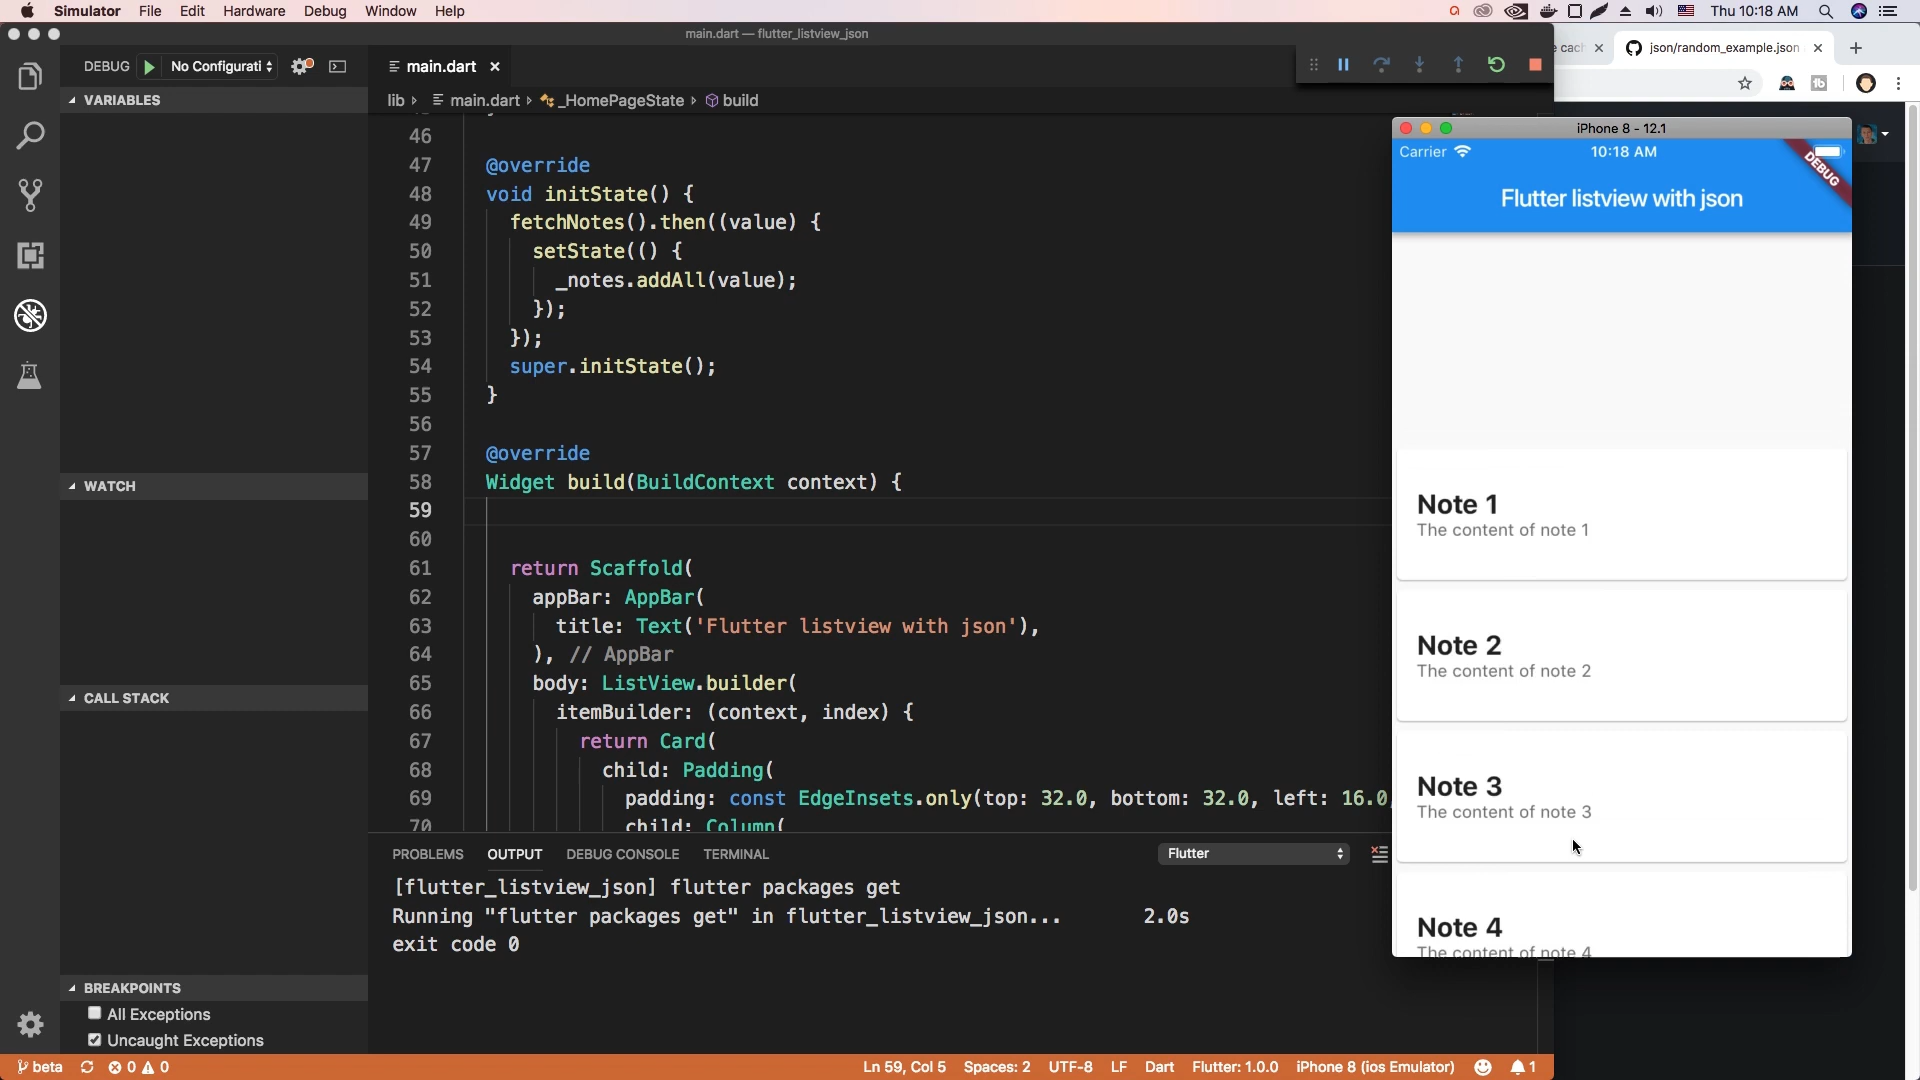 Simulator File Edit Hardware Debug Window Help
Thu 10:18 AM
main.dart — flutter_listview_json
json/random_example.json
DEBUG No Configurati
main.dart
lib › main.dart › _HomePageState › build
VARIABLES
WATCH
CALL STACK
BREAKPOINTS
All Exceptions
Uncaught Exceptions
46
47 @override
48 void initState() {
49 fetchNotes().then((value) {
50 setState(() {
51 _notes.addAll(value);
52 });
53 });
54 super.initState();
55 }
56
57 @override
58 Widget build(BuildContext context) {
59
60
61 return Scaffold(
62 appBar: AppBar(
63 title: Text('Flutter listview with json'),
64 ), // AppBar
65 body: ListView.builder(
66 itemBuilder: (context, index) {
67 return Card(
68 child: Padding(
69 padding: const EdgeInsets.only(top: 32.0, bottom: 32.0, left: 16.0,
70 child: Column(
PROBLEMS OUTPUT DEBUG CONSOLE TERMINAL
Flutter
[flutter_listview_json] flutter packages get
Running "flutter packages get" in flutter_listview_json... 2.0s
exit code 0
iPhone 8 - 12.1
Carrier 10:18 AM
DEBUG
Flutter listview with json
Note 1
The content of note 1
Note 2
The content of note 2
Note 3
The content of note 3
Note 4
The content of note 4
beta 0 0
Ln 59, Col 5 Spaces: 2 UTF-8 LF Dart Flutter: 1.0.0 iPhone 8 (ios Emulator) 1